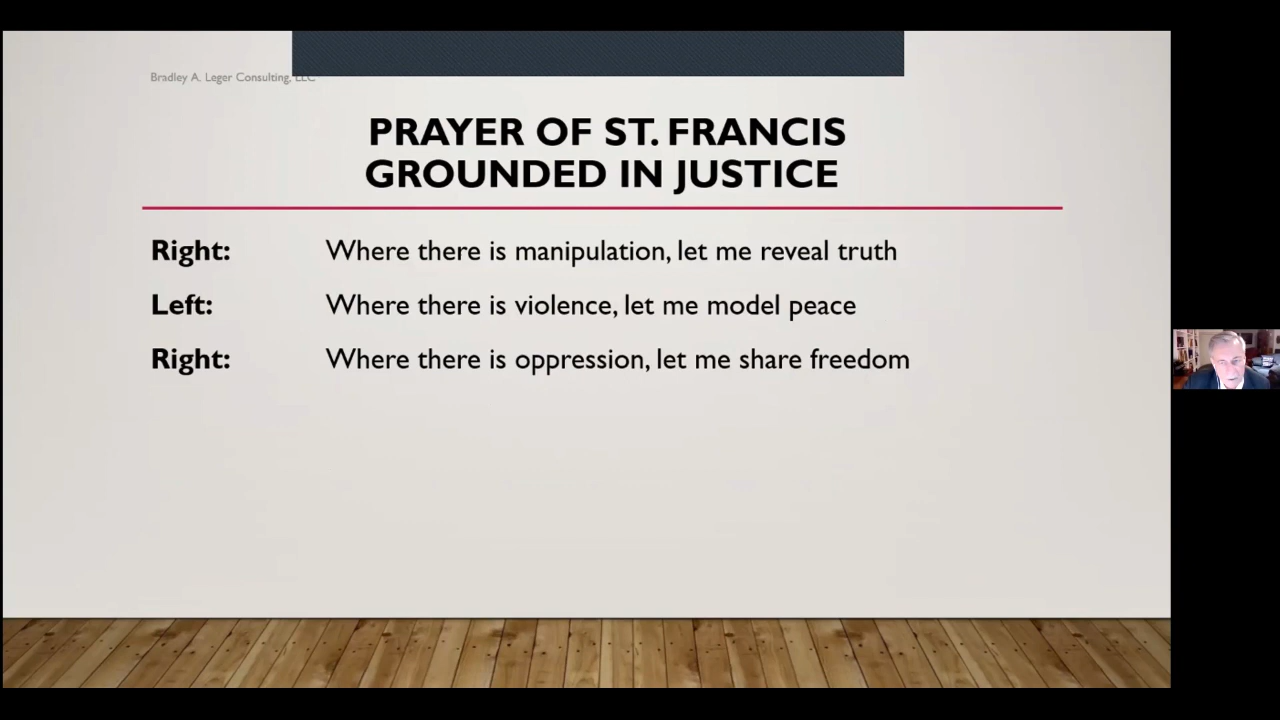 Bradley A. Leger Consulting, LLC
PRAYER OF ST. FRANCIS
GROUNDED IN JUSTICE
Right: Where there is manipulation, let me reveal truth
Left: Where there is violence, let me model peace
Right: Where there is oppression, let me share freedom